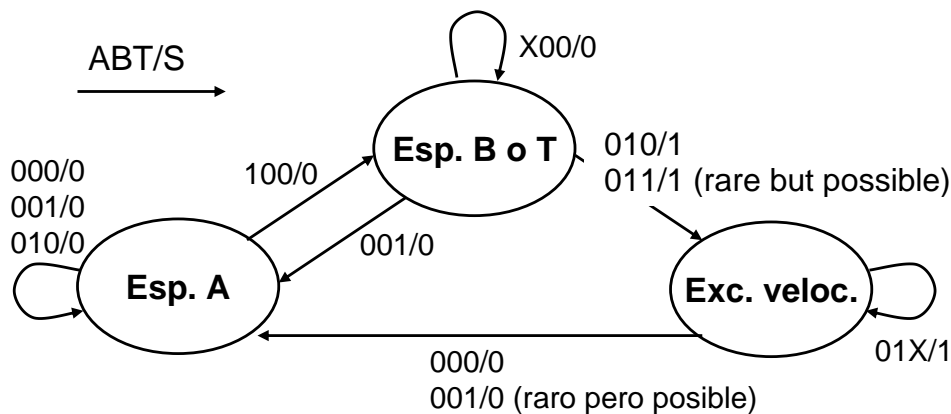 ABT/S
X00/0
Esp. B o T
010/1
011/1 (rare but possible)
000/0
001/0
010/0
100/0
001/0
Esp. A
Exc. veloc.
01X/1
000/0
001/0 (raro pero posible)